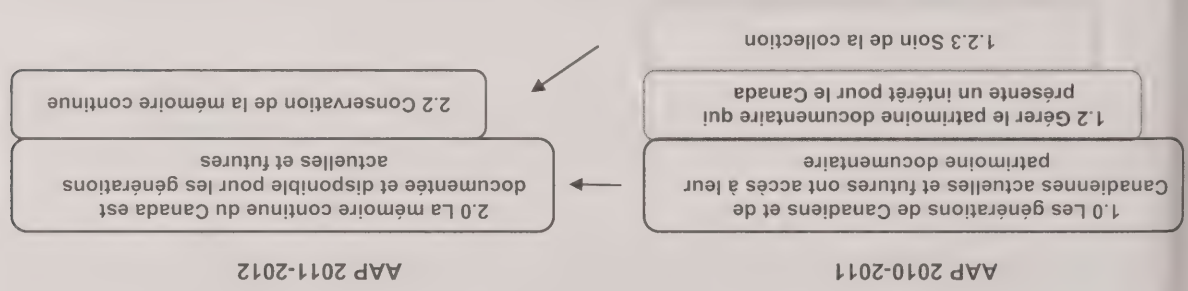 AAP 2010-2011
1.0 Les générations de Canadiens et de
Canadiennes actuelles et futures ont accès à leur
patrimoine documentaire
1.2 Gérer le patrimoine documentaire qui
présente un intérêt pour le Canada
1.2.3 Soin de la collection
AAP 2011-2012
2.0 La mémoire continue du Canada est
documentée et disponible pour les générations
actuelles et futures
2.2 Conservation de la mémoire continue